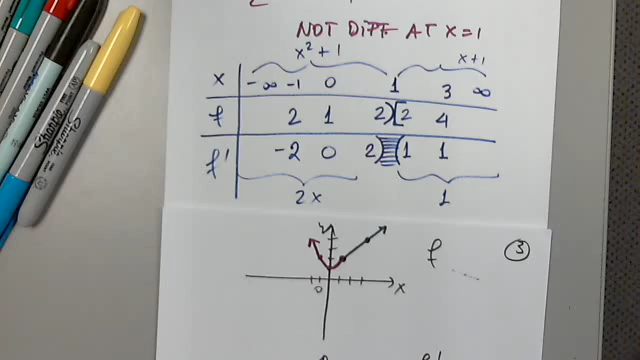 NOT DIFF AT X=1
x² + 1 x+1
x -∞ -1 0 1 3 ∞
f 2 1 2) [2 4
f' -2 0 2) (1 1
2x 1
y
f 3
0 x
Sharpie